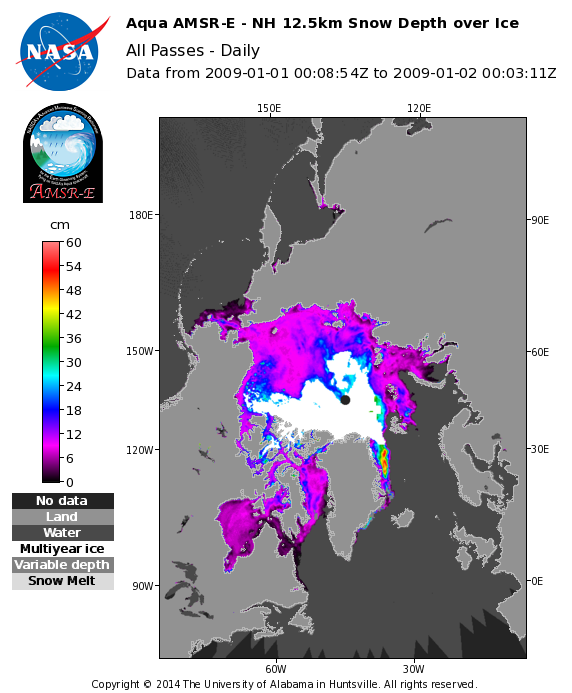 Aqua AMSR-E - NH 12.5km Snow Depth over Ice
All Passes - Daily
Data from 2009-01-01 00:08:54Z to 2009-01-02 00:03:11Z
NASA
AMSR-E
150E
120E
180E
90E
150W
60E
120W
30E
90W
0E
60W
30W
cm
60
54
48
42
36
30
24
18
12
6
0
No data
Land
Water
Multiyear ice
Variable depth
Snow Melt
Copyright © 2014 The University of Alabama in Huntsville. All rights reserved.